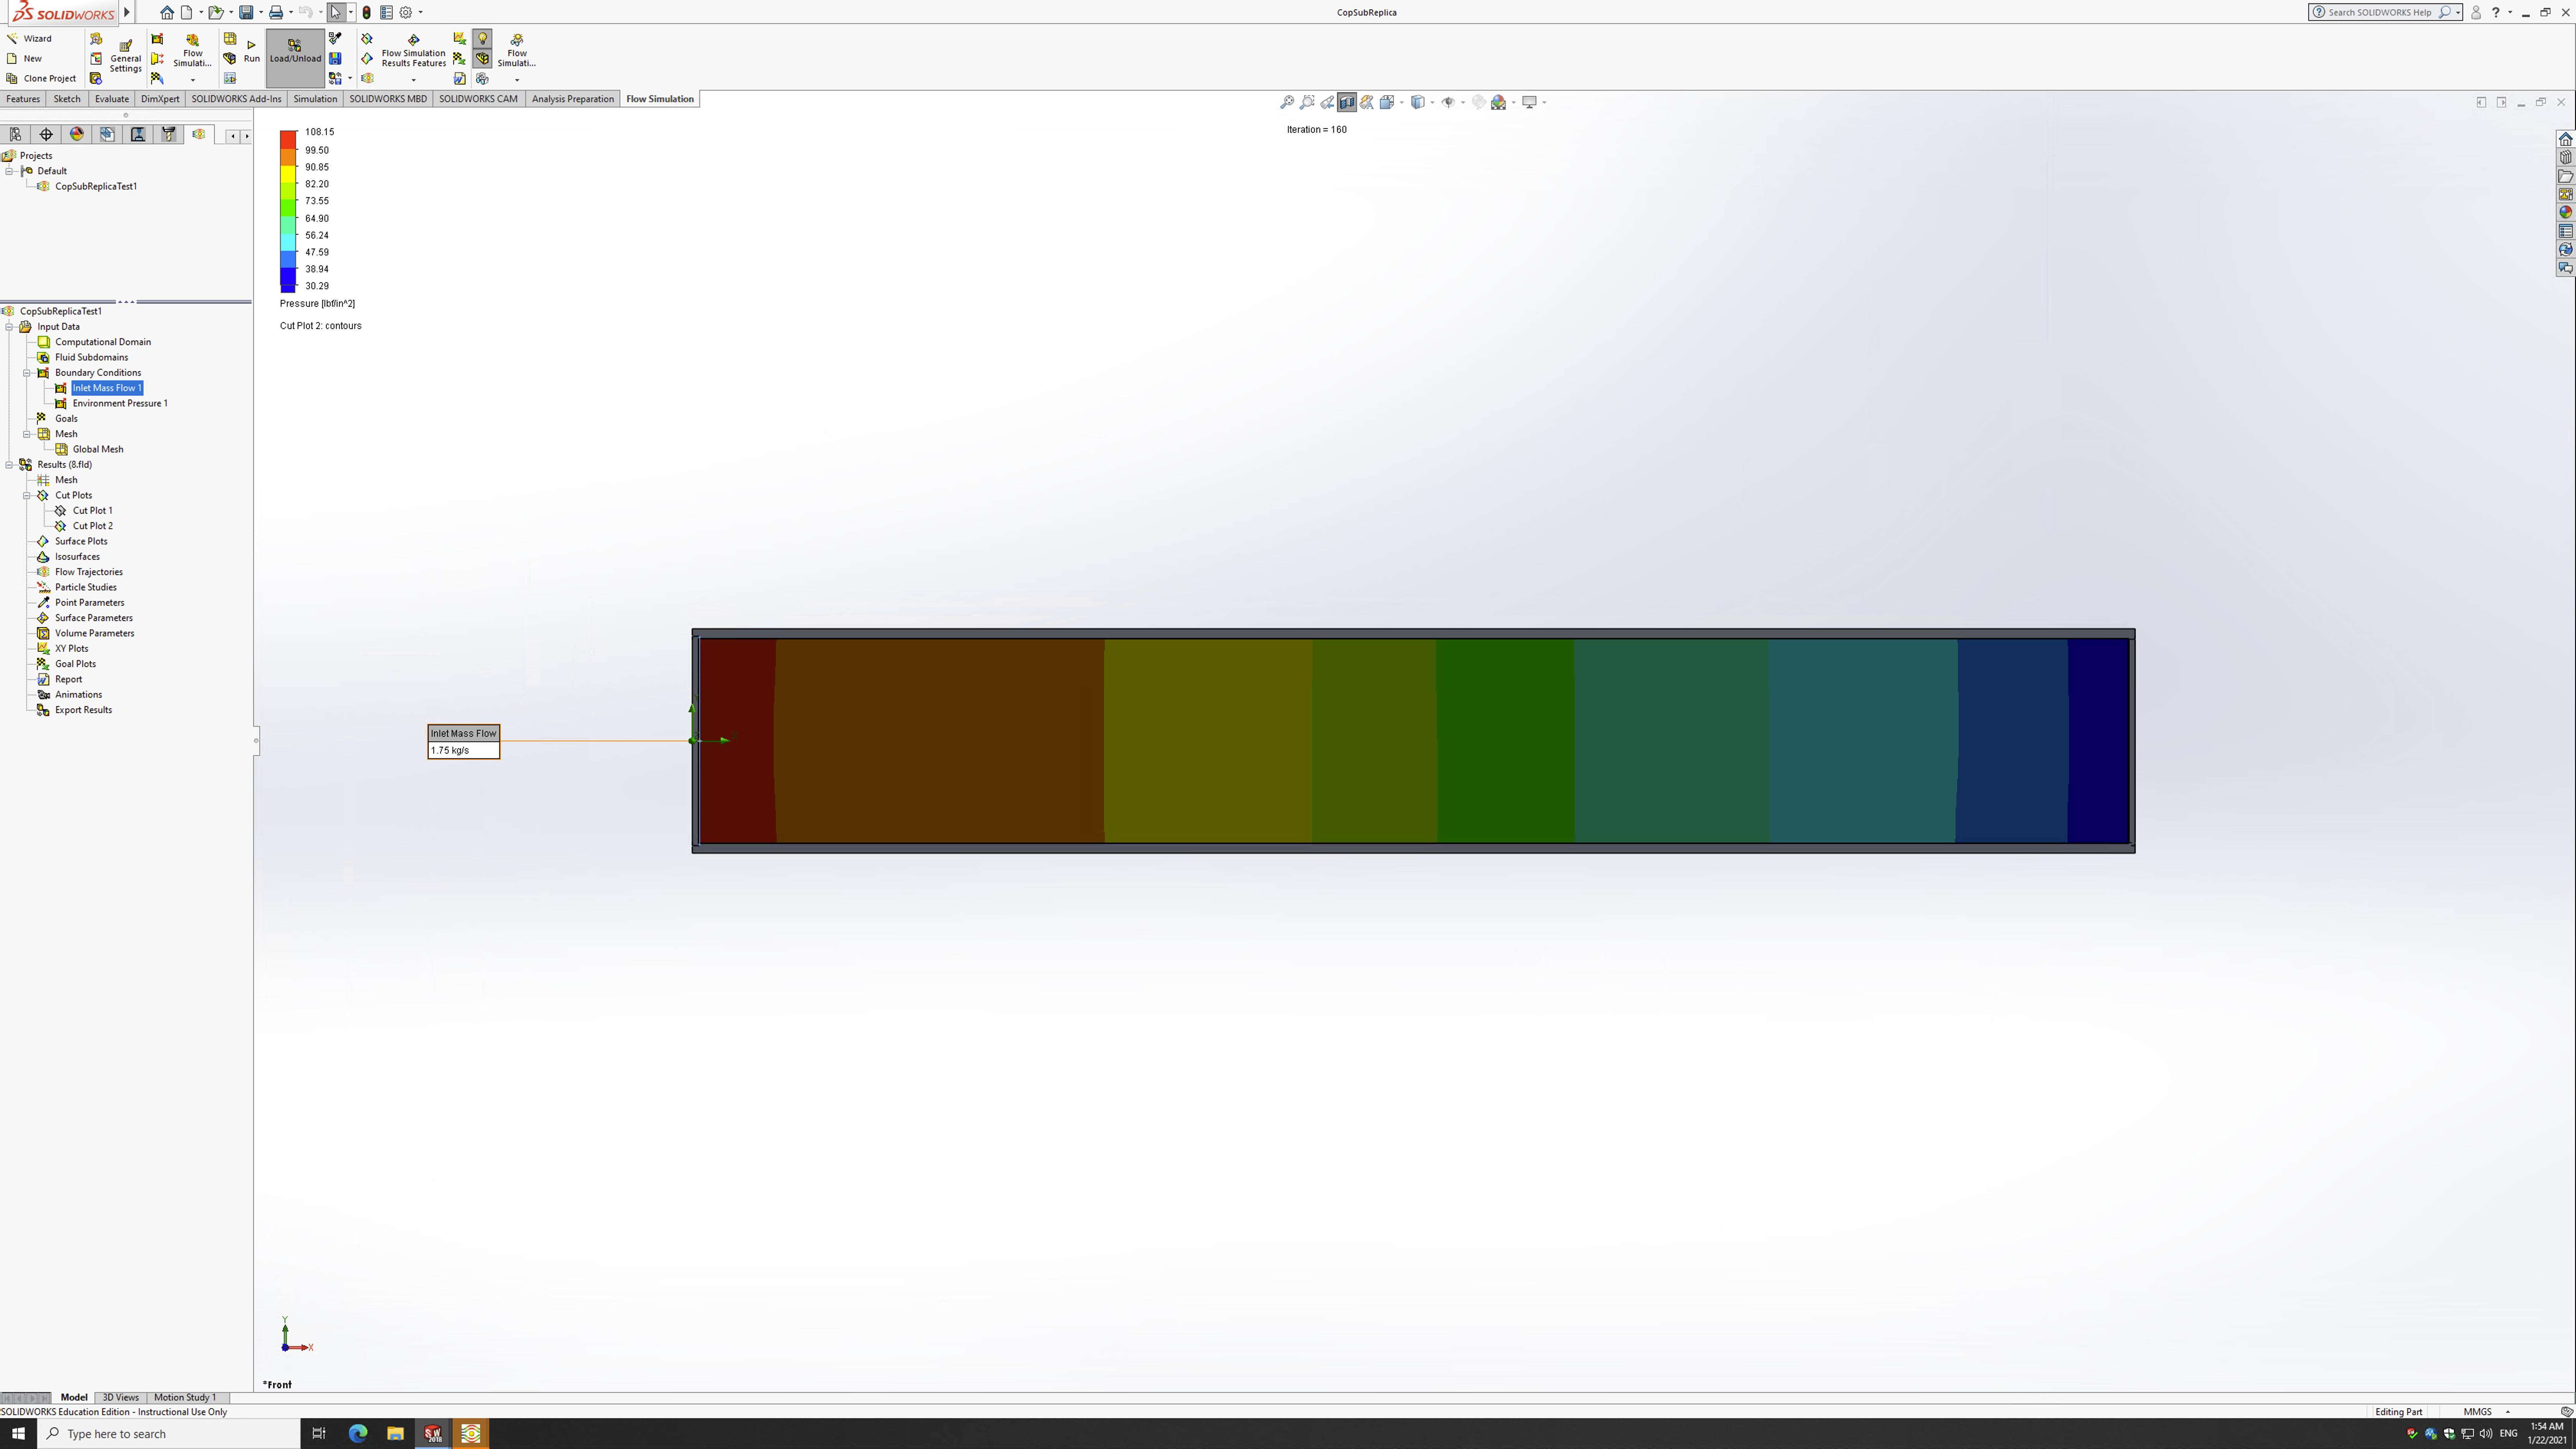 SOLIDWORKS
CopSubReplica
Search SOLIDWORKS Help
?
Wizard
New
Clone Project
General
Settings
Flow
Simulati...
Run
Load/Unload
Flow Simulation
Results Features
Flow
Simulati...
Features
Sketch
Evaluate
DimXpert
SOLIDWORKS Add-Ins
Simulation
SOLIDWORKS MBD
SOLIDWORKS CAM
Analysis Preparation
Flow Simulation
Projects
Default
CopSubReplicaTest1
CopSubReplicaTest1
Input Data
Computational Domain
Fluid Subdomains
Boundary Conditions
Inlet Mass Flow 1
Environment Pressure 1
Goals
Mesh
Global Mesh
Results (8.fld)
Mesh
Cut Plots
Cut Plot 1
Cut Plot 2
Surface Plots
Isosurfaces
Flow Trajectories
Particle Studies
Point Parameters
Surface Parameters
Volume Parameters
XY Plots
Goal Plots
Report
Animations
Export Results
108.15
99.50
90.85
82.20
73.55
64.90
56.24
47.59
38.94
30.29
Pressure [lbf/in^2]
Cut Plot 2: contours
Iteration = 160
Inlet Mass Flow
1.75 kg/s
Y
X
*Front
Model
3D Views
Motion Study 1
SOLIDWORKS Education Edition - Instructional Use Only
Editing Part
MMGS
Type here to search
SW
2018
ENG
1:54 AM
1/22/2021